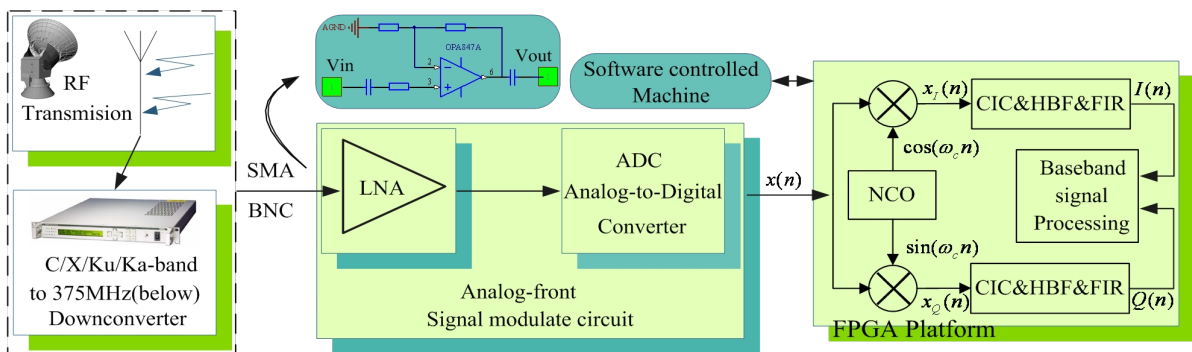 RF
Transmision
C/X/Ku/Ka-band
to 375MHz(below)
Downconverter
SMA
BNC
AGND
OPA847A
Vin
Vout
2
3
6
Software controlled
Machine
LNA
ADC
Analog-to-Digital
Converter
Analog-front
Signal modulate circuit
x(n)
x_I(n)
CIC&HBF&FIR
I(n)
cos(ω_c n)
NCO
Baseband
signal
Processing
sin(ω_c n)
x_Q(n)
CIC&HBF&FIR
Q(n)
FPGA Platform